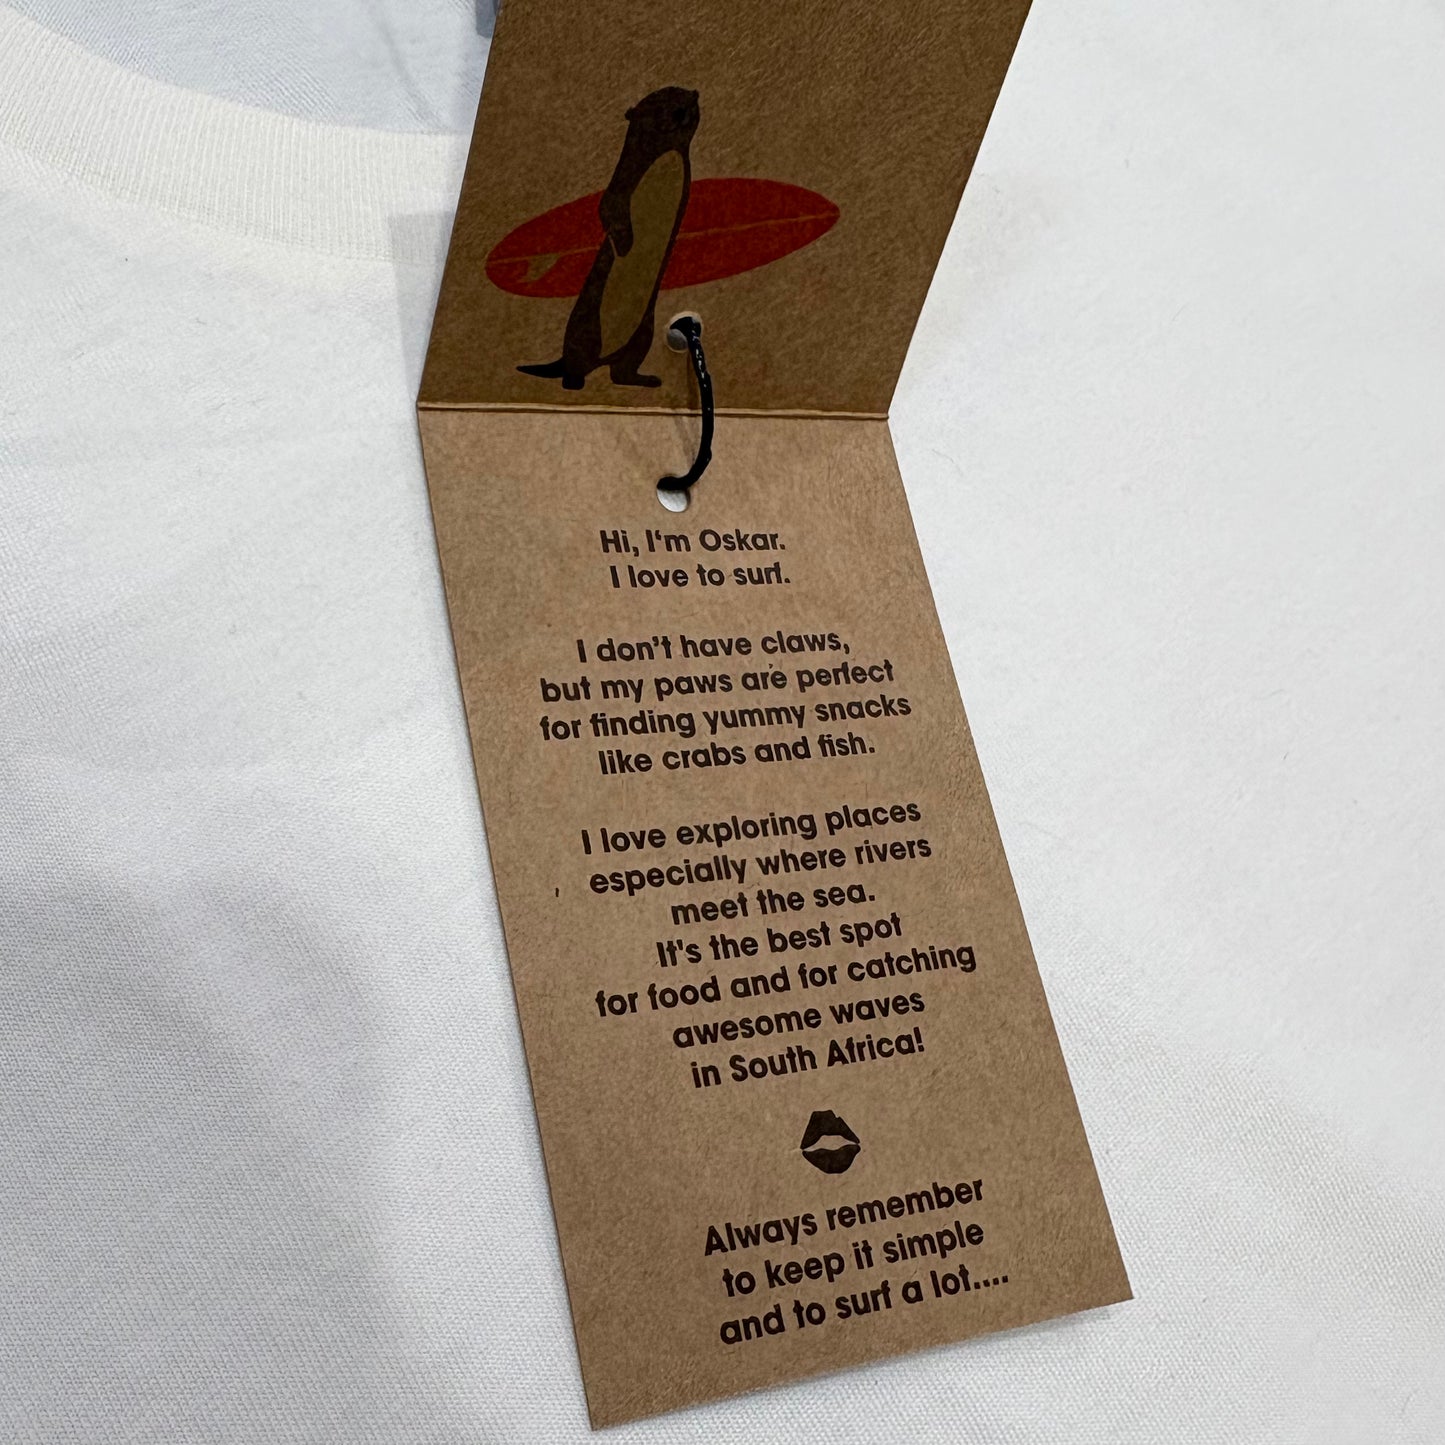 Hi, I‘m Oskar.
I love to surf.
I don’t have claws,
but my paws are perfect
for finding yummy snacks
like crabs and fish.
I love exploring places
especially where rivers
meet the sea.
It's the best spot
for food and for catching
awesome waves
in South Africa!
Always remember
to keep it simple
and to surf a lot....